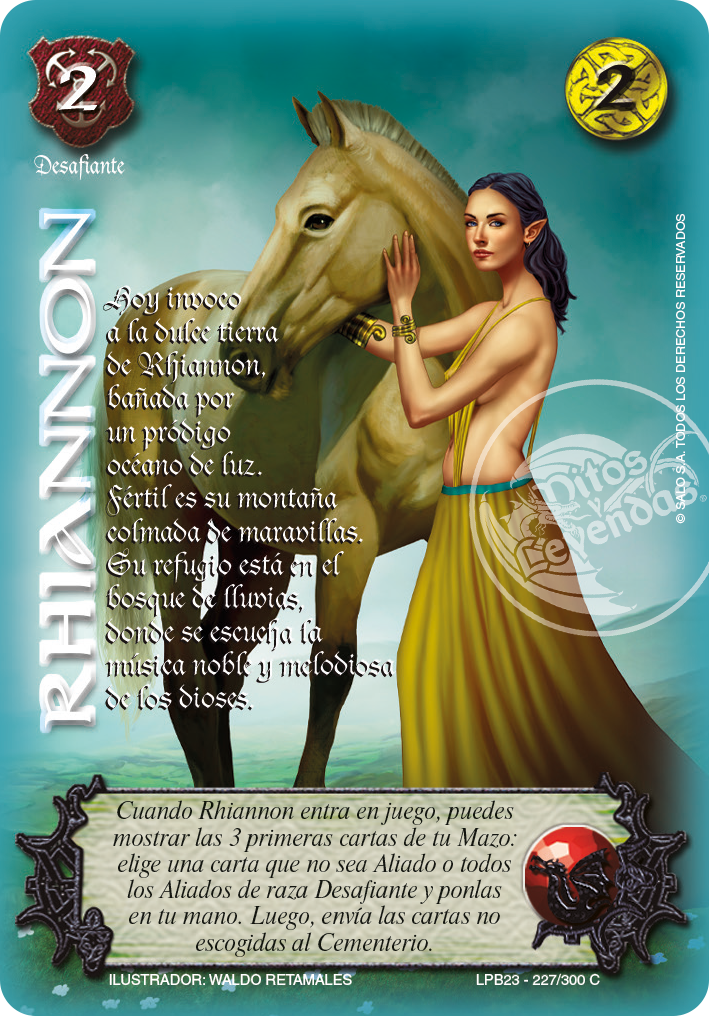 2
2
Desafiante
RHIANNON
Hoy invoco
a la dulce tierra
de Rhiannon,
bañada por
un pródigo
océano de luz.
Fértil es su montaña
colmada de maravillas.
Su refugio está en el
bosque de lluvias,
donde se escucha la
música noble y melodiosa
de los dioses.
© SALO S.A. TODOS LOS DERECHOS RESERVADOS
Mitos
y
Leyendas
®
Cuando Rhiannon entra en juego, puedes
mostrar las 3 primeras cartas de tu Mazo:
elige una carta que no sea Aliado o todos
los Aliados de raza Desafiante y ponlas
en tu mano. Luego, envía las cartas no
escogidas al Cementerio.
ILUSTRADOR: WALDO RETAMALES
LPB23 - 227/300 C